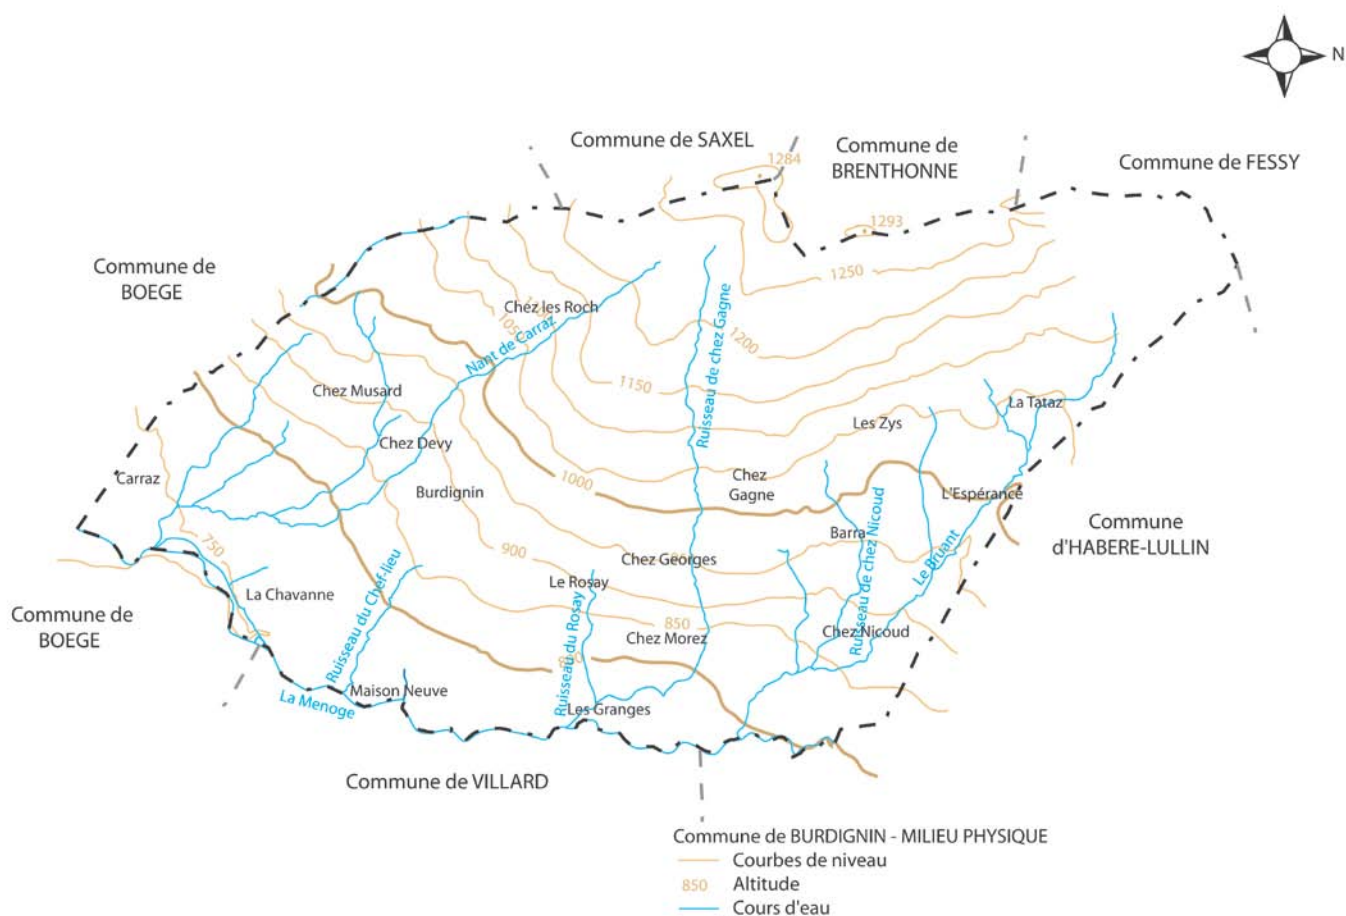 N
Commune de SAXEL
Commune de
BRENTHONNE
Commune de FESSY
1284
1293
Commune de
BOEGE
1250
Chez les Roch
1050
Nant de Carraz
1200
Ruisseau de chez Gagne
1150
Chez Musard
La Tataz
Les Zys
Chez Devy
Carraz
Burdignin
1000
Chez
Gagne
L'Espérance
Commune
d'HABERE-LULLIN
Barra
Ruisseau de chez Nicoud
Le Bruant
750
900
Chez Georges
La Chavanne
Le Rosay
Ruisseau du Chef-lieu
Commune de
BOEGE
850
Chez Morez
Chez Nicoud
Ruisseau du Rosay
Maison Neuve
La Menoge
Les Granges
Commune de VILLARD
Commune de BURDIGNIN - MILIEU PHYSIQUE
Courbes de niveau
850
Altitude
Cours d'eau